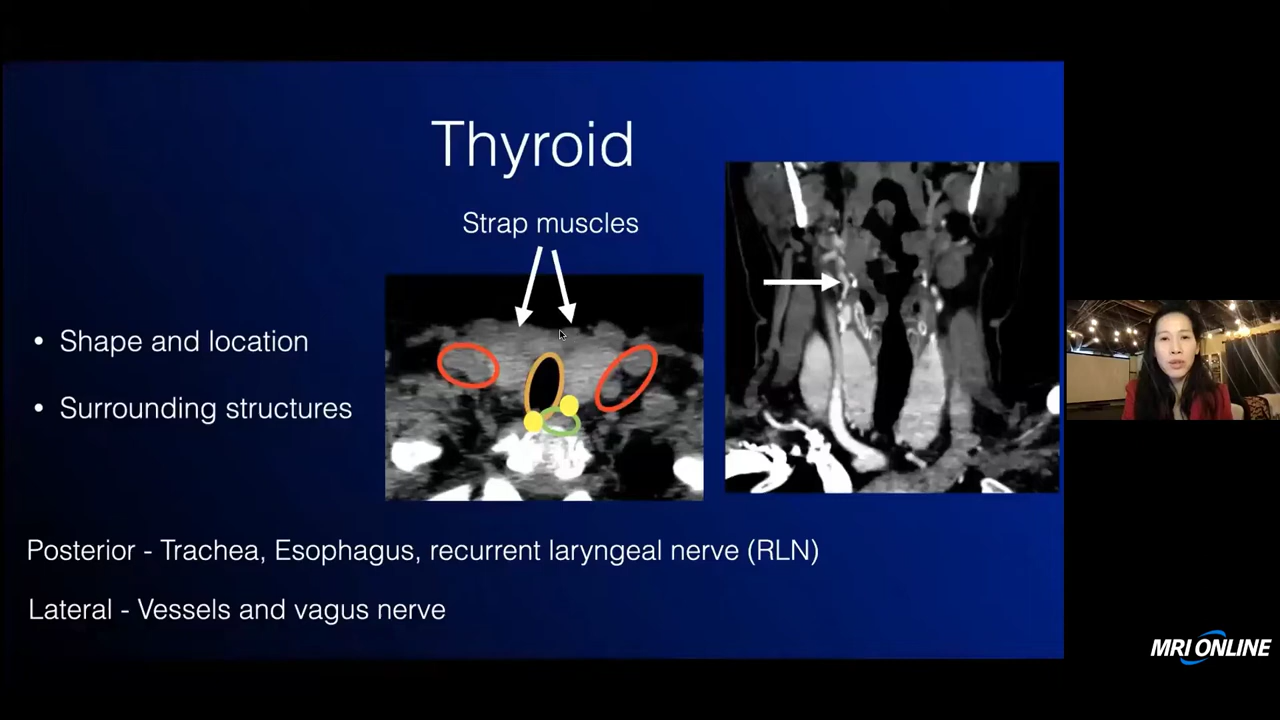 Thyroid
Strap muscles
• Shape and location
• Surrounding structures
Posterior - Trachea, Esophagus, recurrent laryngeal nerve (RLN)
Lateral - Vessels and vagus nerve
MRI ONLINE